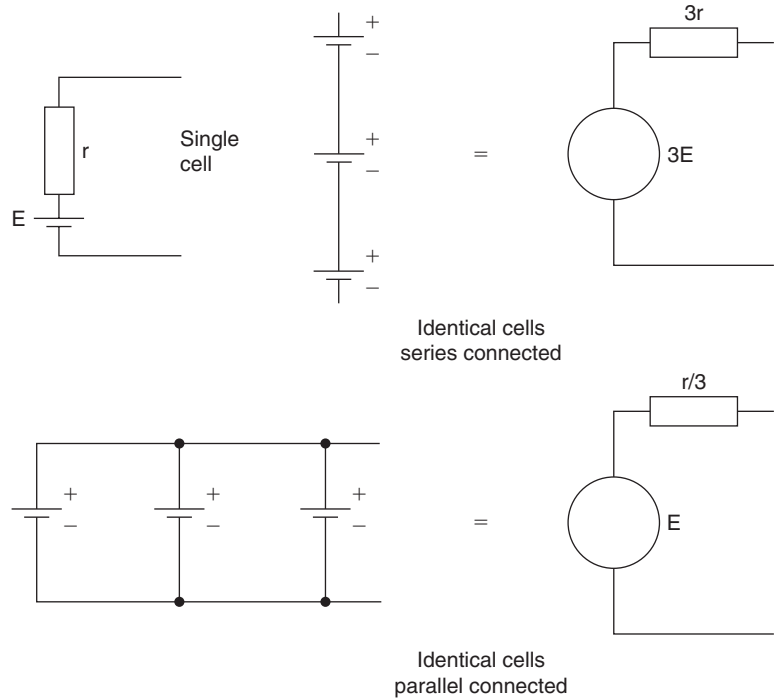 3r
r
Single
cell
E
+
−
+
−
+
−
=
3E
Identical cells
series connected
r/3
+
−
+
−
+
−
=
E
Identical cells
parallel connected